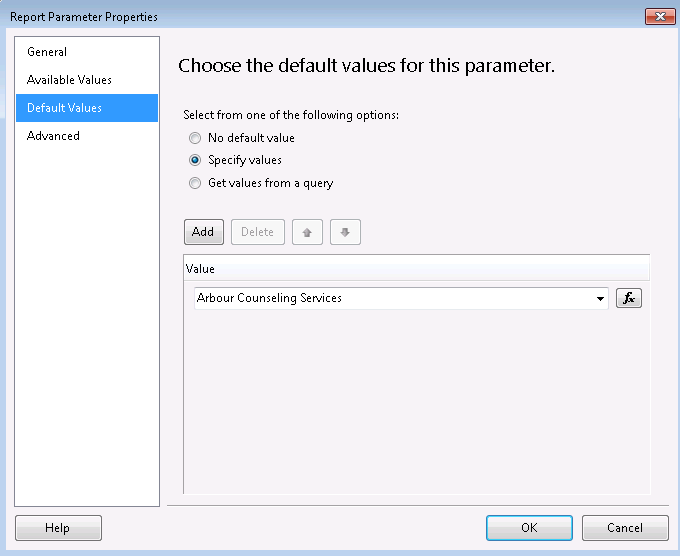 Report Parameter Properties
General
Available Values
Default Values
Advanced
Choose the default values for this parameter.
Select from one of the following options:
No default value
Specify values
Get values from a query
Add Delete
Value
Arbour Counseling Services fx
Help OK Cancel